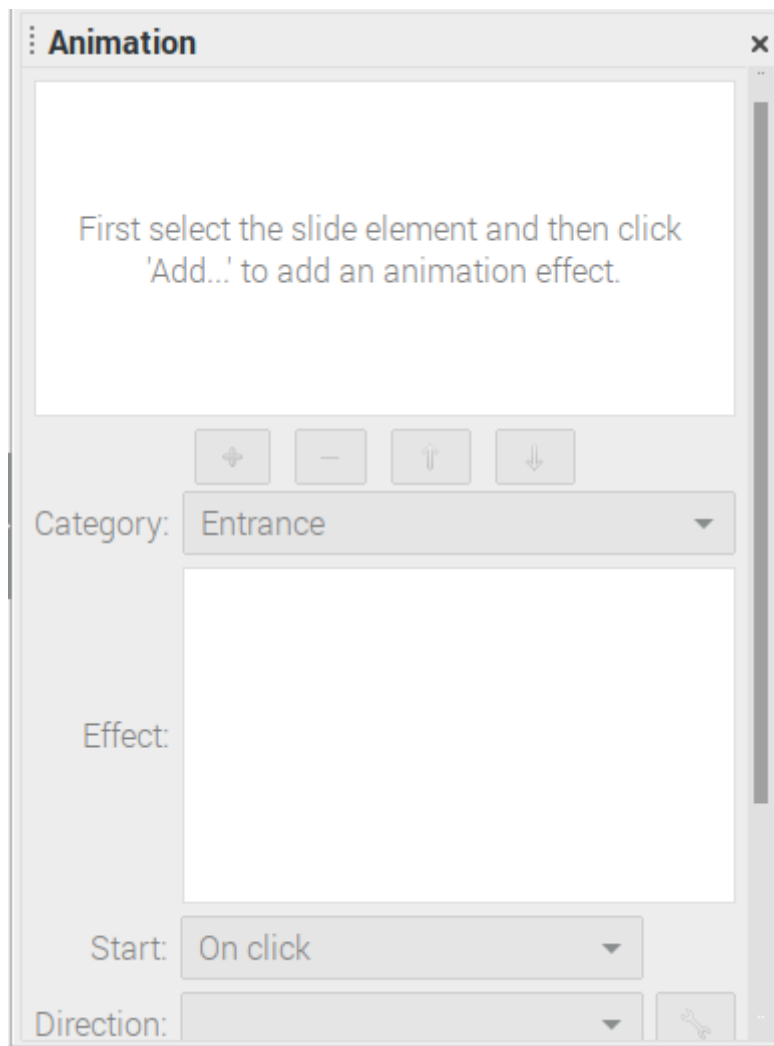 Animation
First select the slide element and then click
'Add...' to add an animation effect.
Category: Entrance
Effect:
Start: On click
Direction: